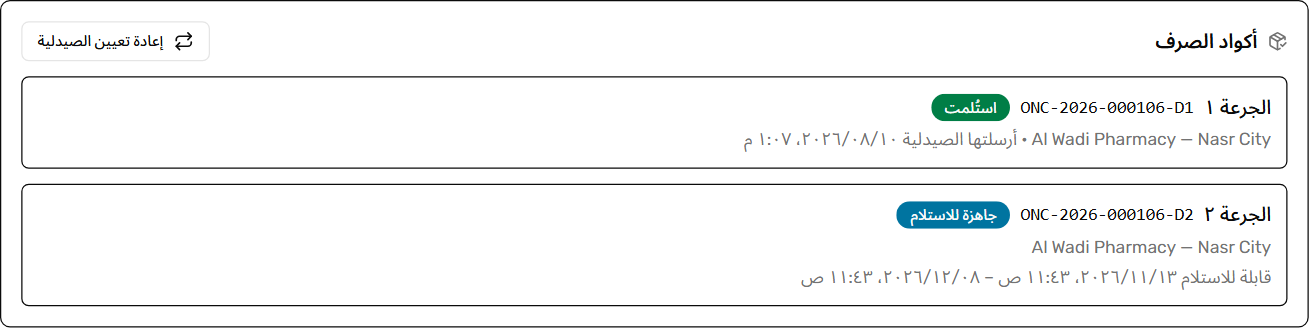 أكواد الصرف
إعادة تعيين الصيدلية
الجرعة ١ ONC-2026-000106-D1 استُلمت
Al Wadi Pharmacy — Nasr City • أرسلتها الصيدلية ٢٠٢٦/٠٨/١٠، ١:٠٧ م
الجرعة ٢ ONC-2026-000106-D2 جاهزة للاستلام
Al Wadi Pharmacy — Nasr City
قابلة للاستلام ٢٠٢٦/١١/١٣، ١١:٤٣ ص – ٢٠٢٦/١٢/٠٨، ١١:٤٣ ص